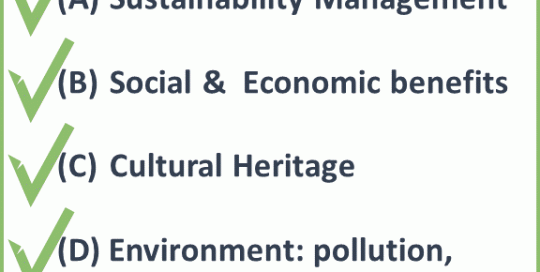 (A) Sustainability Management
(B) Social & Economic benefits
(C) Cultural Heritage
(D) Environment: pollution,